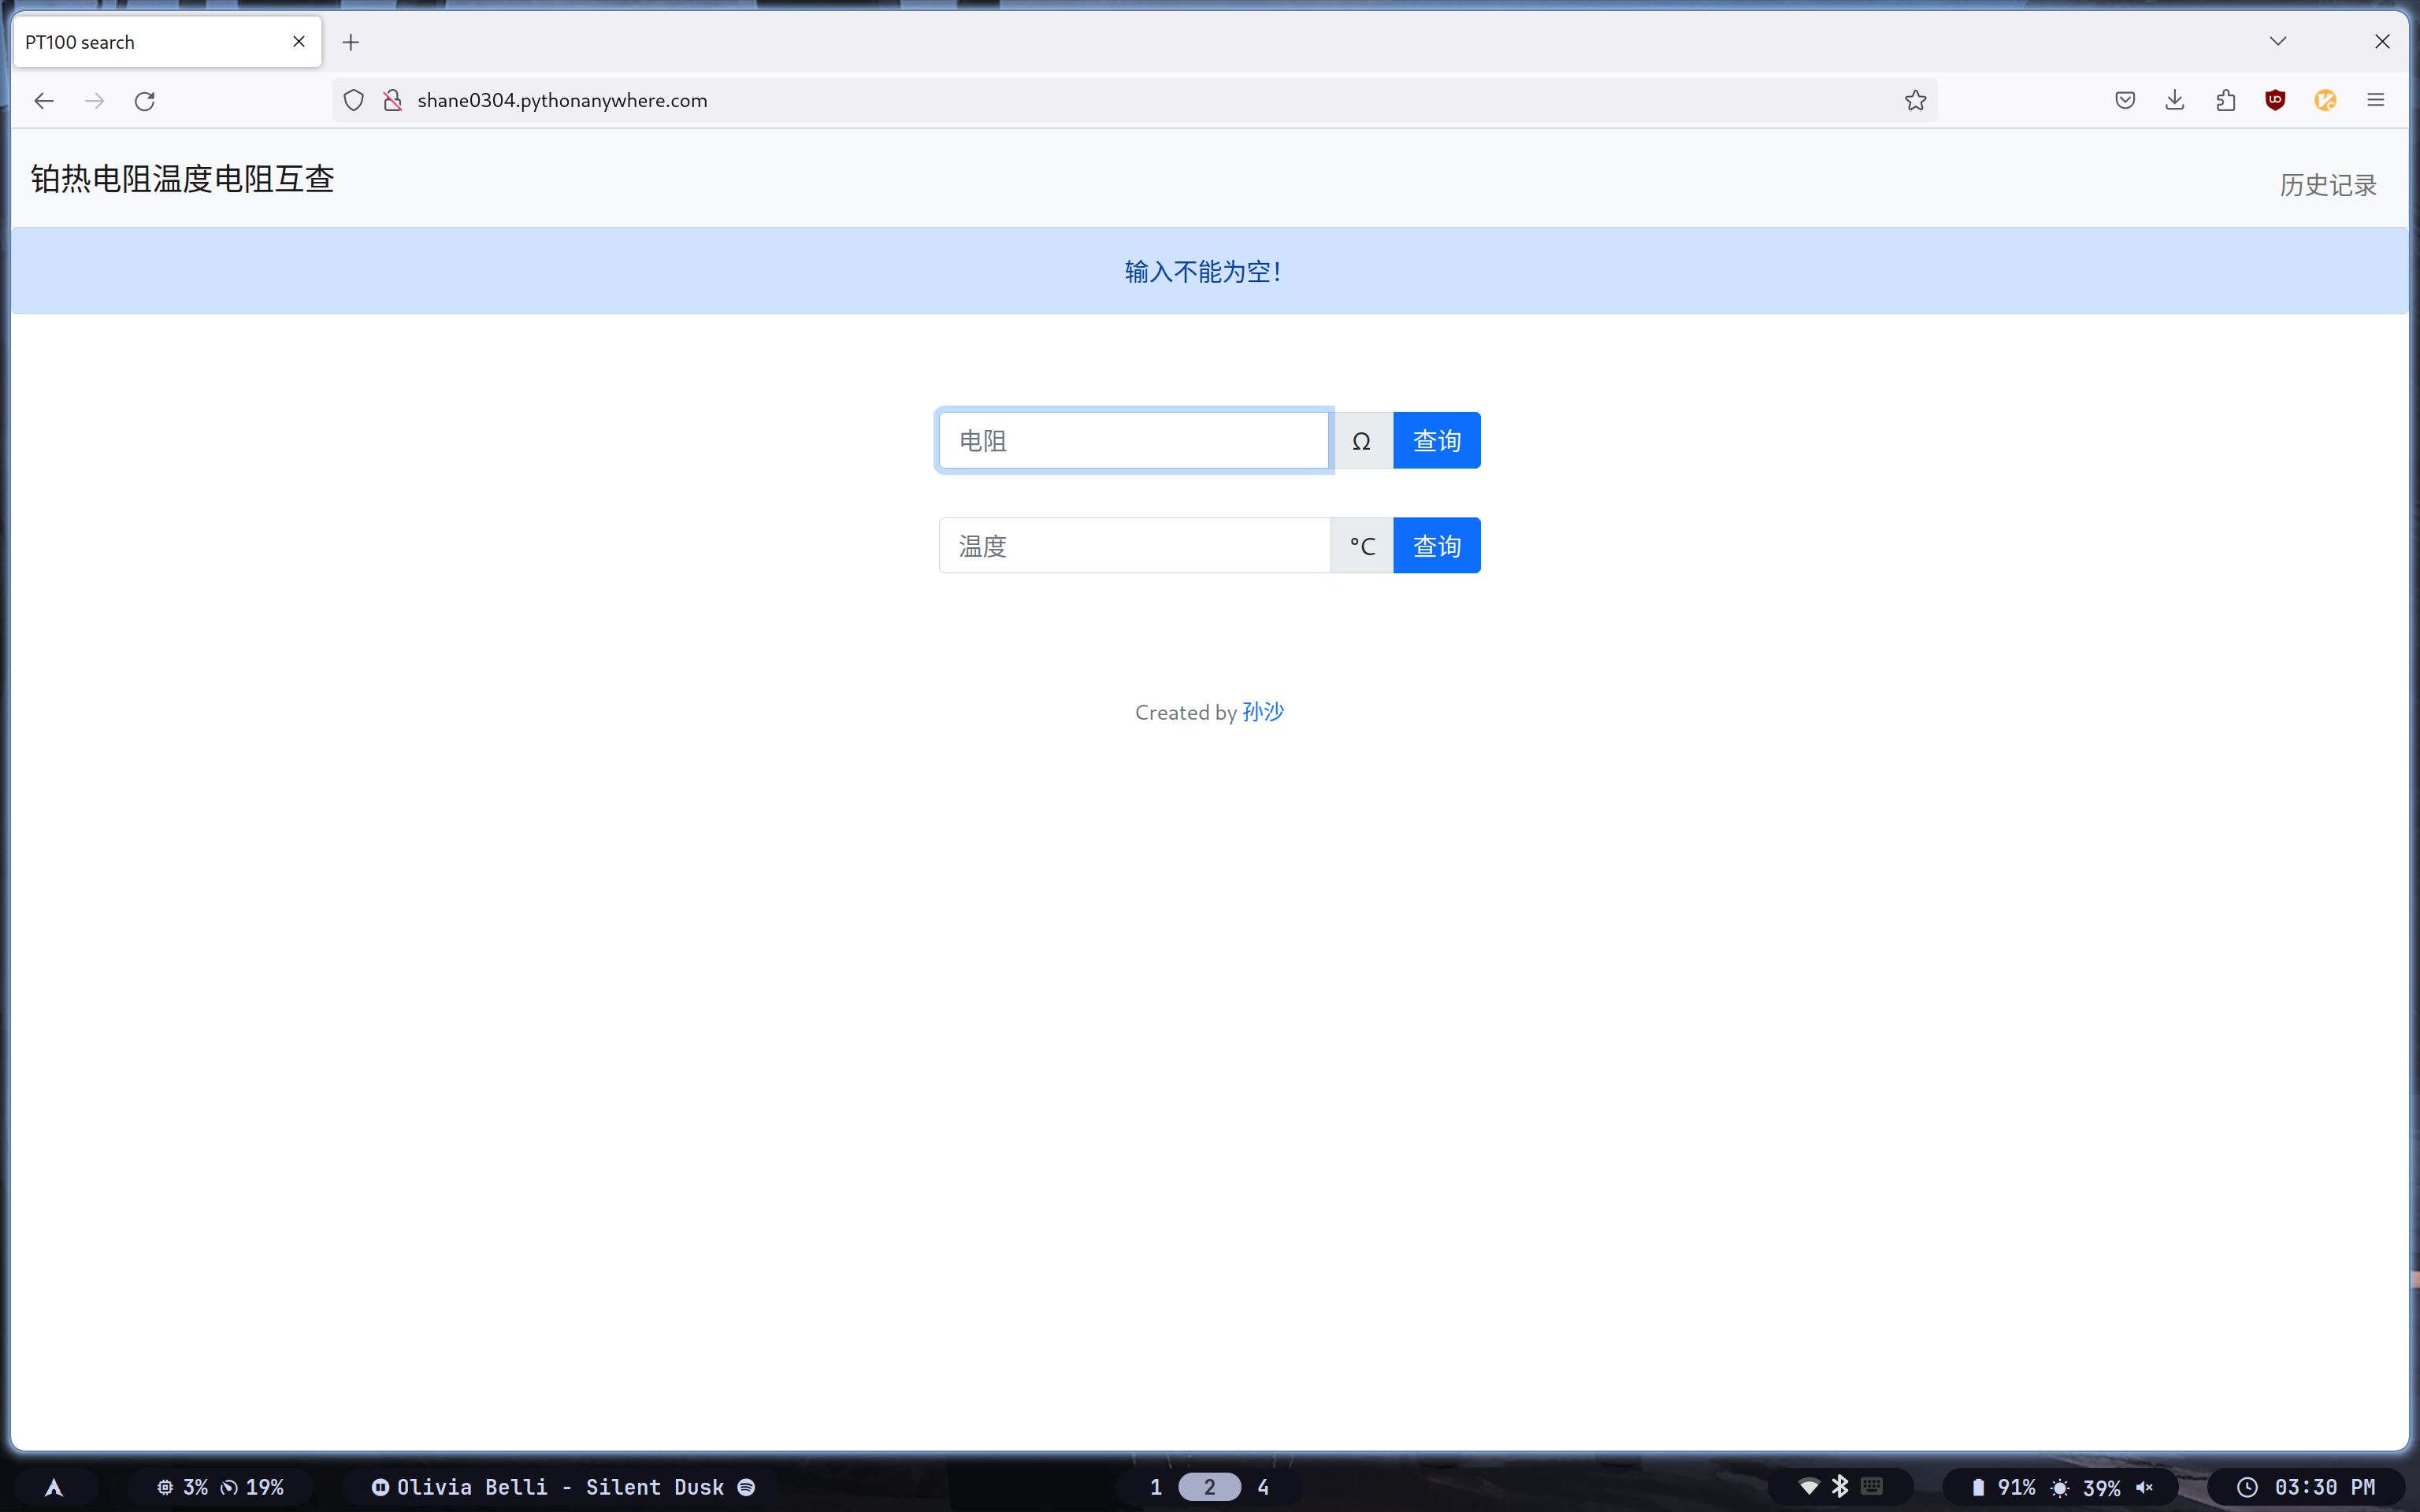 PT100 search
shane0304.pythonanywhere.com
铂热电阻温度电阻互查
历史记录
输入不能为空！
电阻 Ω 查询
温度 °C 查询
Created by 孙沙
3% 19% Olivia Belli - Silent Dusk 1 2 4 91% 39% 03:30 PM